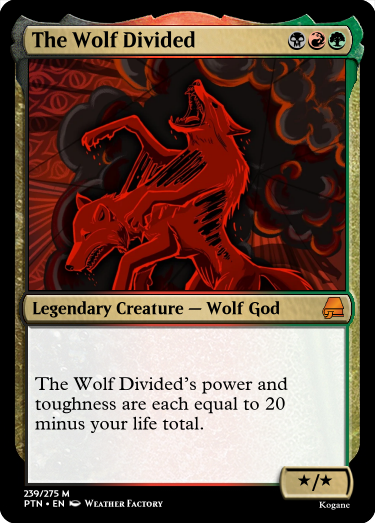 The Wolf Divided
Legendary Creature — Wolf God
The Wolf Divided's power and
toughness are each equal to 20
minus your life total.
★/★
239/275 M
PTN • EN Weather Factory
Kogane